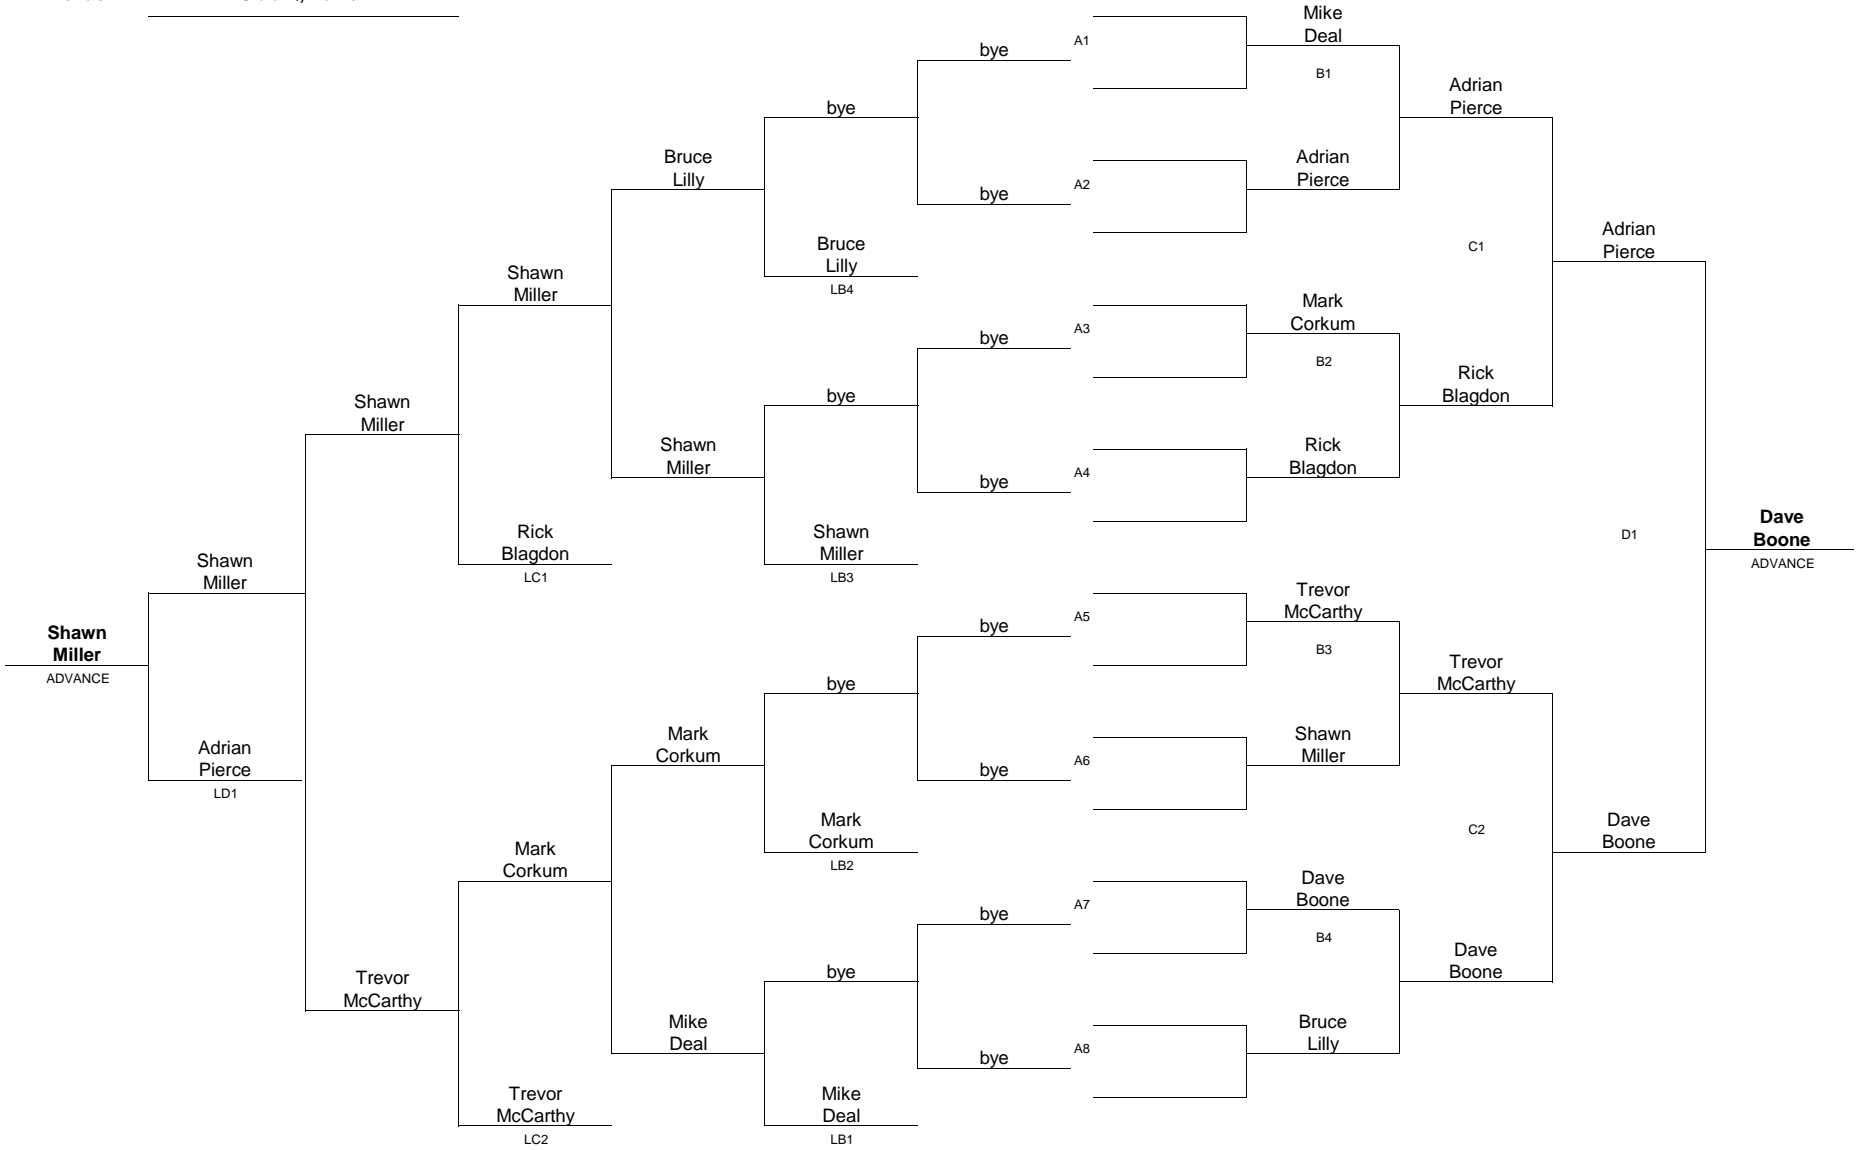 Mike
Deal
bye
A1
B1
Adrian
Pierce
bye
Bruce
Lilly
Adrian
Pierce
bye
A2
Adrian
Pierce
Bruce
Lilly
LB4
C1
Shawn
Miller
Mark
Corkum
bye
A3
B2
Rick
Blagdon
bye
Shawn
Miller
Shawn
Miller
Rick
Blagdon
bye
A4
Dave
Boone
ADVANCE
D1
Rick
Blagdon
LC1
Shawn
Miller
LB3
Shawn
Miller
Trevor
McCarthy
bye
A5
B3
Shawn
Miller
ADVANCE
Trevor
McCarthy
bye
Mark
Corkum
Shawn
Miller
bye
A6
Adrian
Pierce
LD1
Mark
Corkum
LB2
C2
Dave
Boone
Mark
Corkum
Dave
Boone
bye
A7
B4
Dave
Boone
bye
Trevor
McCarthy
Mike
Deal
Bruce
Lilly
bye
A8
Trevor
McCarthy
LC2
Mike
Deal
LB1